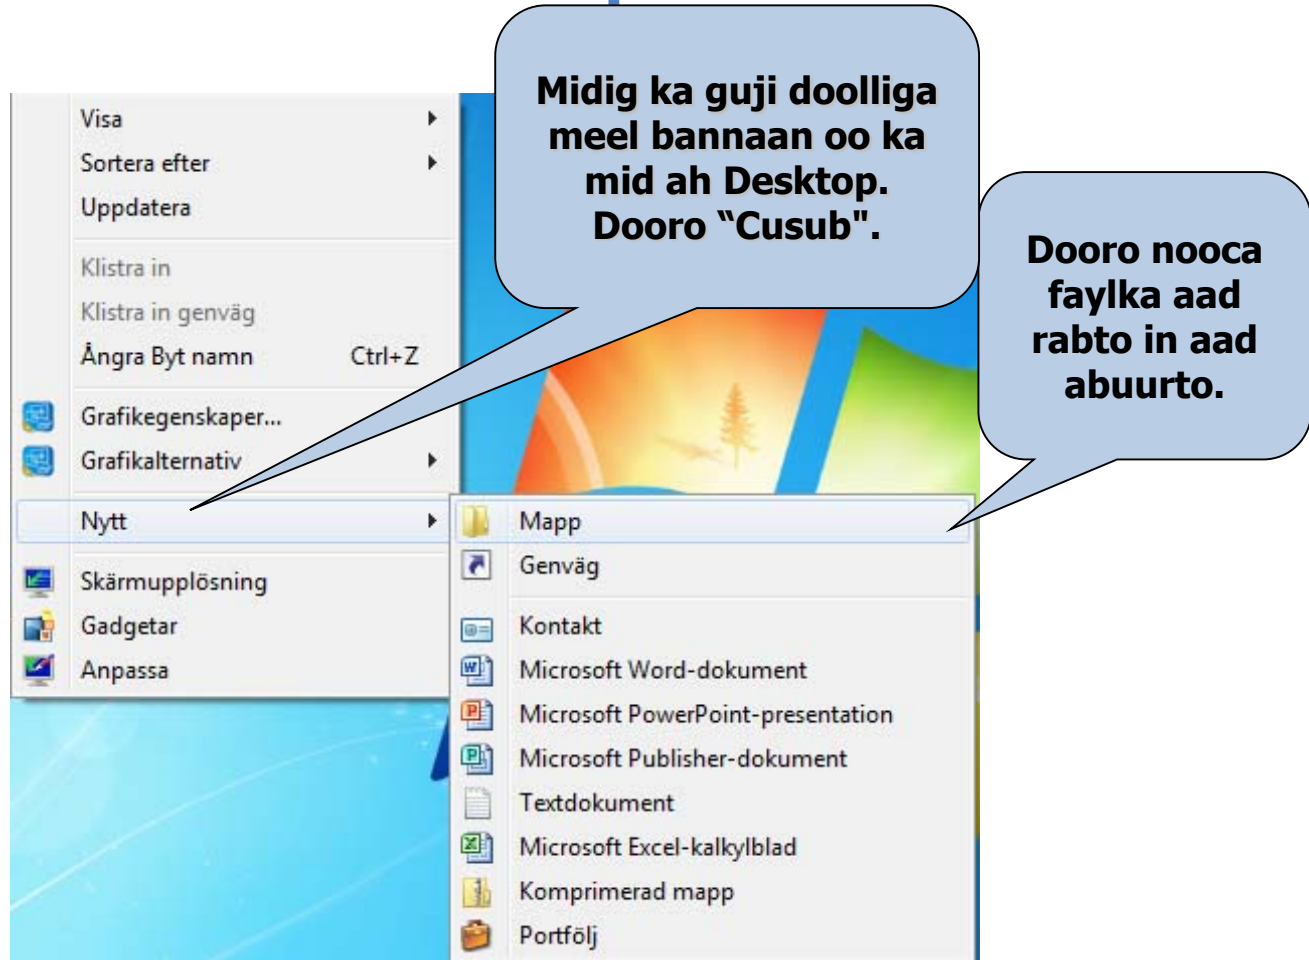 Midig ka guji doolliga
meel bannaan oo ka
mid ah Desktop.
Dooro “Cusub".
Dooro nooca
faylka aad
rabto in aad
abuurto.
Visa
Sortera efter
Uppdatera
Klistra in
Klistra in genväg
Ångra Byt namn Ctrl+Z
Grafikegenskaper...
Grafikalternativ
Nytt
Skärmupplösning
Gadgetar
Anpassa
Mapp
Genväg
Kontakt
Microsoft Word-dokument
Microsoft PowerPoint-presentation
Microsoft Publisher-dokument
Textdokument
Microsoft Excel-kalkylblad
Komprimerad mapp
Portfölj